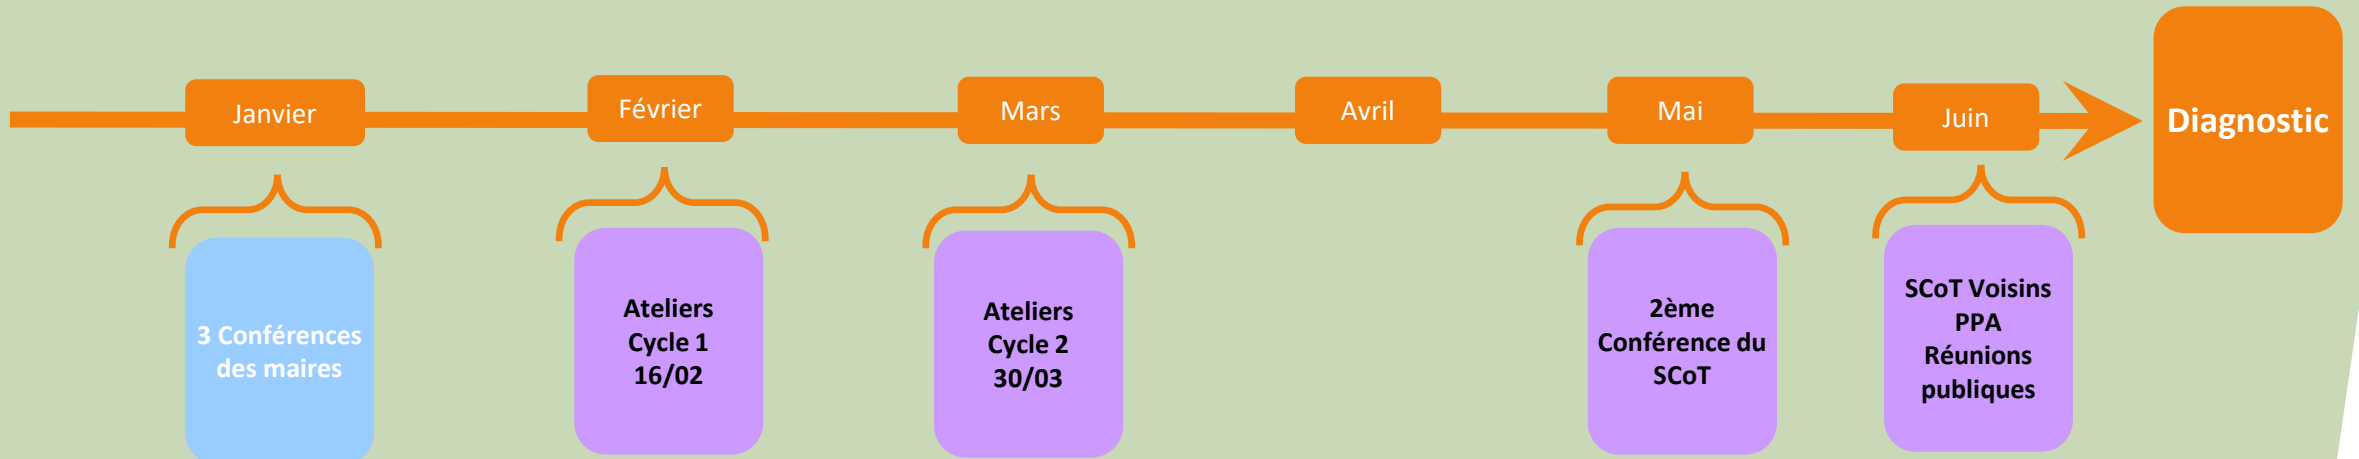 Janvier
Février
Mars
Avril
Mai
Juin
Diagnostic
3 Conférences
des maires
Ateliers
Cycle 1
16/02
Ateliers
Cycle 2
30/03
2ème
Conférence du
SCoT
SCoT Voisins
PPA
Réunions
publiques